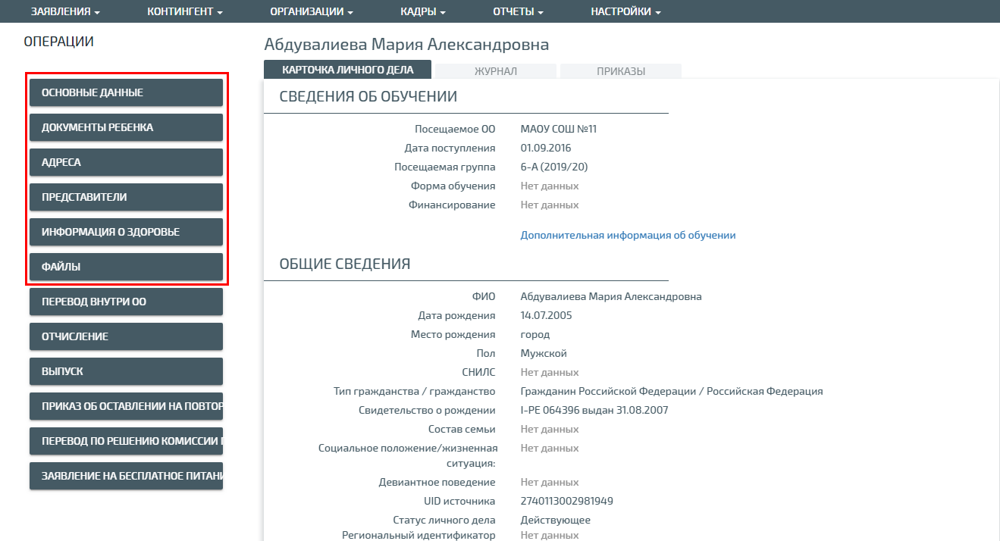 ЗАЯВЛЕНИЯ КОНТИНГЕНТ ОРГАНИЗАЦИИ КАДРЫ ОТЧЕТЫ НАСТРОЙКИ
ОПЕРАЦИИ
ОСНОВНЫЕ ДАННЫЕ
ДОКУМЕНТЫ РЕБЕНКА
АДРЕСА
ПРЕДСТАВИТЕЛИ
ИНФОРМАЦИЯ О ЗДОРОВЬЕ
ФАЙЛЫ
ПЕРЕВОД ВНУТРИ ОО
ОТЧИСЛЕНИЕ
ВЫПУСК
ПРИКАЗ ОБ ОСТАВЛЕНИИ НА ПОВТОР
ПЕРЕВОД ПО РЕШЕНИЮ КОМИССИИ
ЗАЯВЛЕНИЕ НА БЕСПЛАТНОЕ ПИТАНИ
Абдувалиева Мария Александровна
КАРТОЧКА ЛИЧНОГО ДЕЛА ЖУРНАЛ ПРИКАЗЫ
СВЕДЕНИЯ ОБ ОБУЧЕНИИ
Посещаемое ОО МАОУ СОШ №11
Дата поступления 01.09.2016
Посещаемая группа 6-А (2019/20)
Форма обучения Нет данных
Финансирование Нет данных
Дополнительная информация об обучении
ОБЩИЕ СВЕДЕНИЯ
ФИО Абдувалиева Мария Александровна
Дата рождения 14.07.2005
Место рождения город
Пол Мужской
СНИЛС Нет данных
Тип гражданства / гражданство Гражданин Российской Федерации / Российская Федерация
Свидетельство о рождении I-РЕ 064396 выдан 31.08.2007
Состав семьи Нет данных
Социальное положение/жизненная Нет данных
ситуация:
Девиантное поведение Нет данных
UID источника 2740113002981949
Статус личного дела Действующее
Региональный идентификатор Нет данных